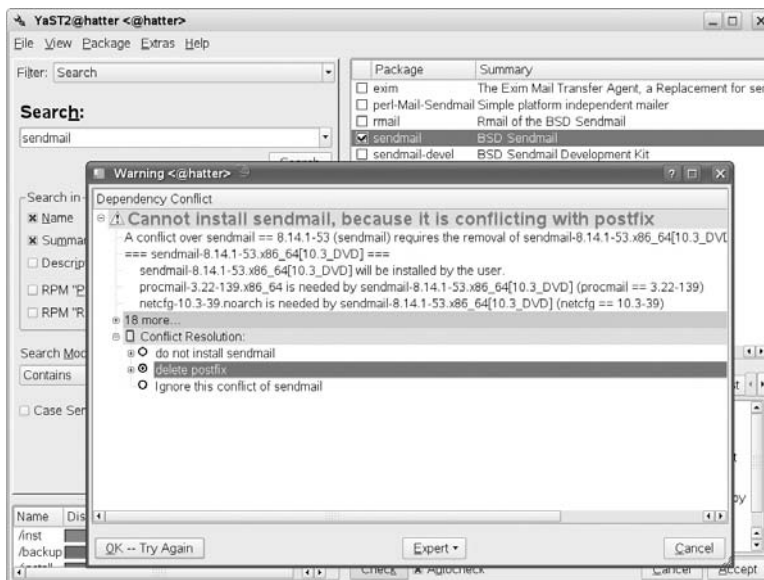 YaST2@hatter <@hatter>
File View Package Extras Help
Filter: Search
Search:
sendmail
Search in
Name
Summa
Descrip
RPM "P
RPM "R
Search Mod
Contains
Case Ser
Name Dis
/inst
/backup
Package Summary
exim The Exim Mail Transfer Agent, a Replacement for ser
perl-Mail-Sendmail Simple platform independent mailer
rmail Rmail of the BSD Sendmail
sendmail BSD Sendmail
sendmail-devel BSD Sendmail Development Kit
Warning <@hatter>
Dependency Conflict
Cannot install sendmail, because it is conflicting with postfix
A conflict over sendmail == 8.14.1-53 (sendmail) requires the removal of sendmail-8.14.1-53.x86_64[10.3_DVD
=== sendmail-8.14.1-53.x86_64[10.3_DVD] ===
sendmail-8.14.1-53.x86_64[10.3_DVD] will be installed by the user.
procmail-3.22-139.x86_64 is needed by sendmail-8.14.1-53.x86_64[10.3_DVD] (procmail == 3.22-139)
netcfg-10.3-39.noarch is needed by sendmail-8.14.1-53.x86_64[10.3_DVD] (netcfg == 10.3-39)
18 more...
Conflict Resolution:
do not install sendmail
delete postfix
Ignore this conflict of sendmail
OK -- Try Again Expert Cancel
by
Check Autocheck Cancel Accept